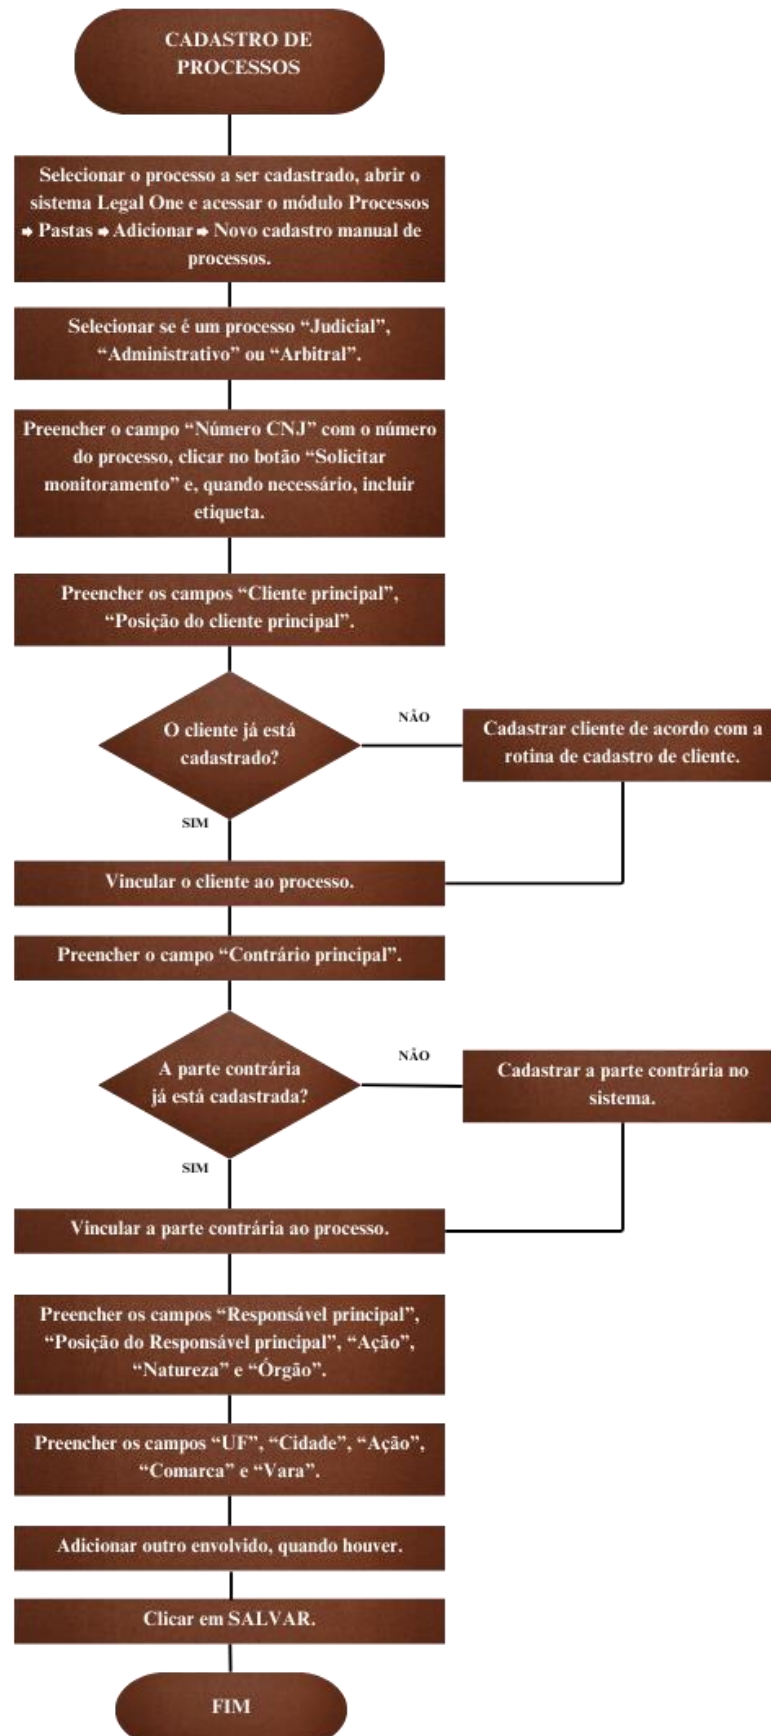 CADASTRO DE
PROCESSOS
Selecionar o processo a ser cadastrado, abrir o
sistema Legal One e acessar o módulo Processos
➡ Pastas ➡ Adicionar ➡ Novo cadastro manual de
processos.
Selecionar se é um processo “Judicial”,
“Administrativo” ou “Arbitral”.
Preencher o campo “Número CNJ” com o número
do processo, clicar no botão “Solicitar
monitoramento” e, quando necessário, incluir
etiqueta.
Preencher os campos “Cliente principal”,
“Posição do cliente principal”.
O cliente já está
cadastrado?
NÃO
Cadastrar cliente de acordo com a
rotina de cadastro de cliente.
SIM
Vincular o cliente ao processo.
Preencher o campo “Contrário principal”.
A parte contrária
já está cadastrada?
NÃO
Cadastrar a parte contrária no
sistema.
SIM
Vincular a parte contrária ao processo.
Preencher os campos “Responsável principal”,
“Posição do Responsável principal”, “Ação”,
“Natureza” e “Órgão”.
Preencher os campos “UF”, “Cidade”, “Ação”,
“Comarca” e “Vara”.
Adicionar outro envolvido, quando houver.
Clicar em SALVAR.
FIM